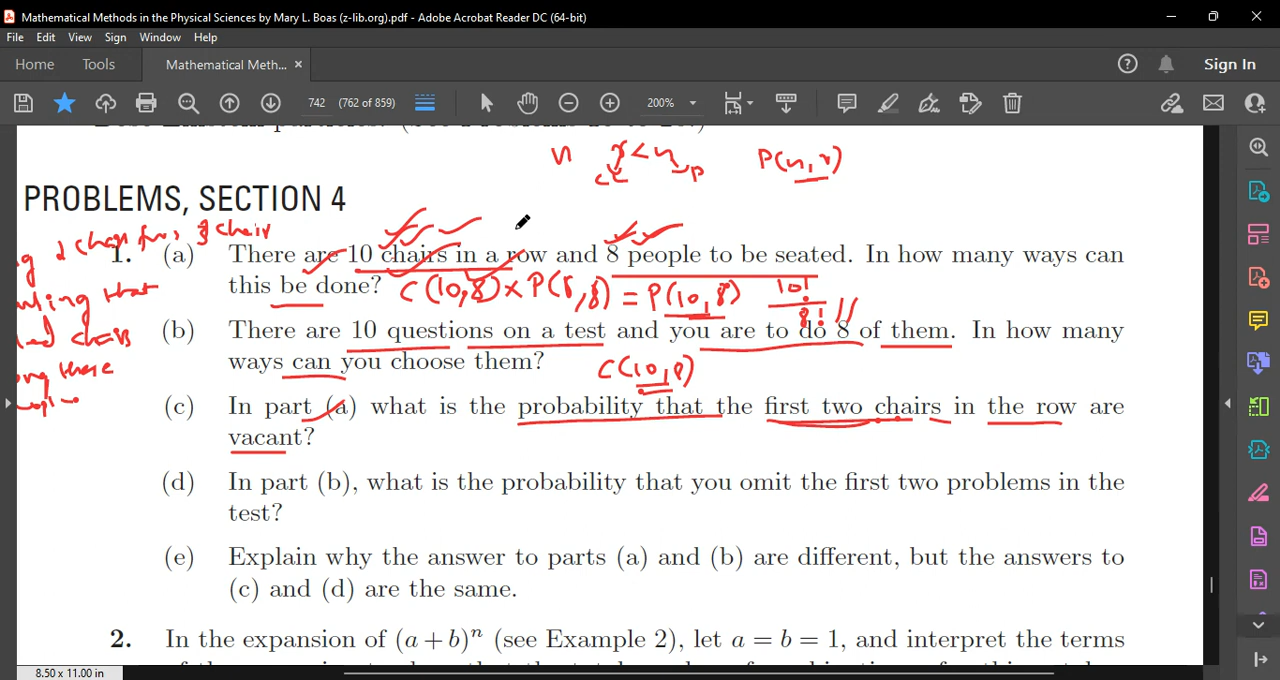 Mathematical Methods in the Physical Sciences by Mary L. Boas (z-lib.org).pdf - Adobe Acrobat Reader DC (64-bit)
File Edit View Sign Window Help
Home Tools Mathematical Meth... × Sign In
742 (762 of 859) 200%
n r < n P(n, r)
PROBLEMS, SECTION 4
chair
1. (a) There are 10 chairs in a row and 8 people to be seated. In how many ways can
this be done? C(10,8) × P(8,8) = P(10,8) 10!
8!
(b) There are 10 questions on a test and you are to do 8 of them. In how many
ways can you choose them? C(10,8)
(c) In part (a) what is the probability that the first two chairs in the row are
vacant?
(d) In part (b), what is the probability that you omit the first two problems in the
test?
(e) Explain why the answer to parts (a) and (b) are different, but the answers to
(c) and (d) are the same.
2. In the expansion of (a + b)ⁿ (see Example 2), let a = b = 1, and interpret the terms
8.50 x 11.00 in